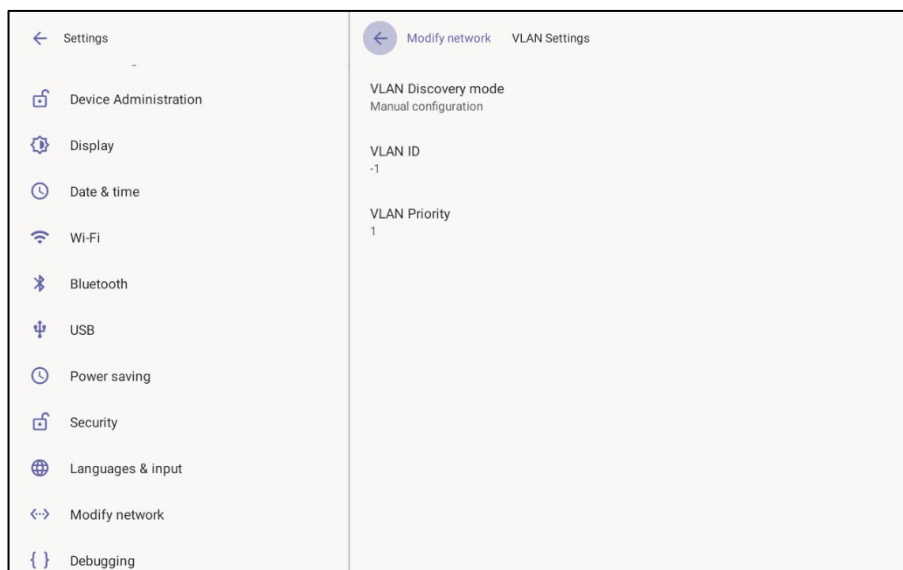 Settings
Device Administration
Display
Date & time
Wi-Fi
Bluetooth
USB
Power saving
Security
Languages & input
Modify network
Debugging
Modify network VLAN Settings
VLAN Discovery mode
Manual configuration
VLAN ID
-1
VLAN Priority
1